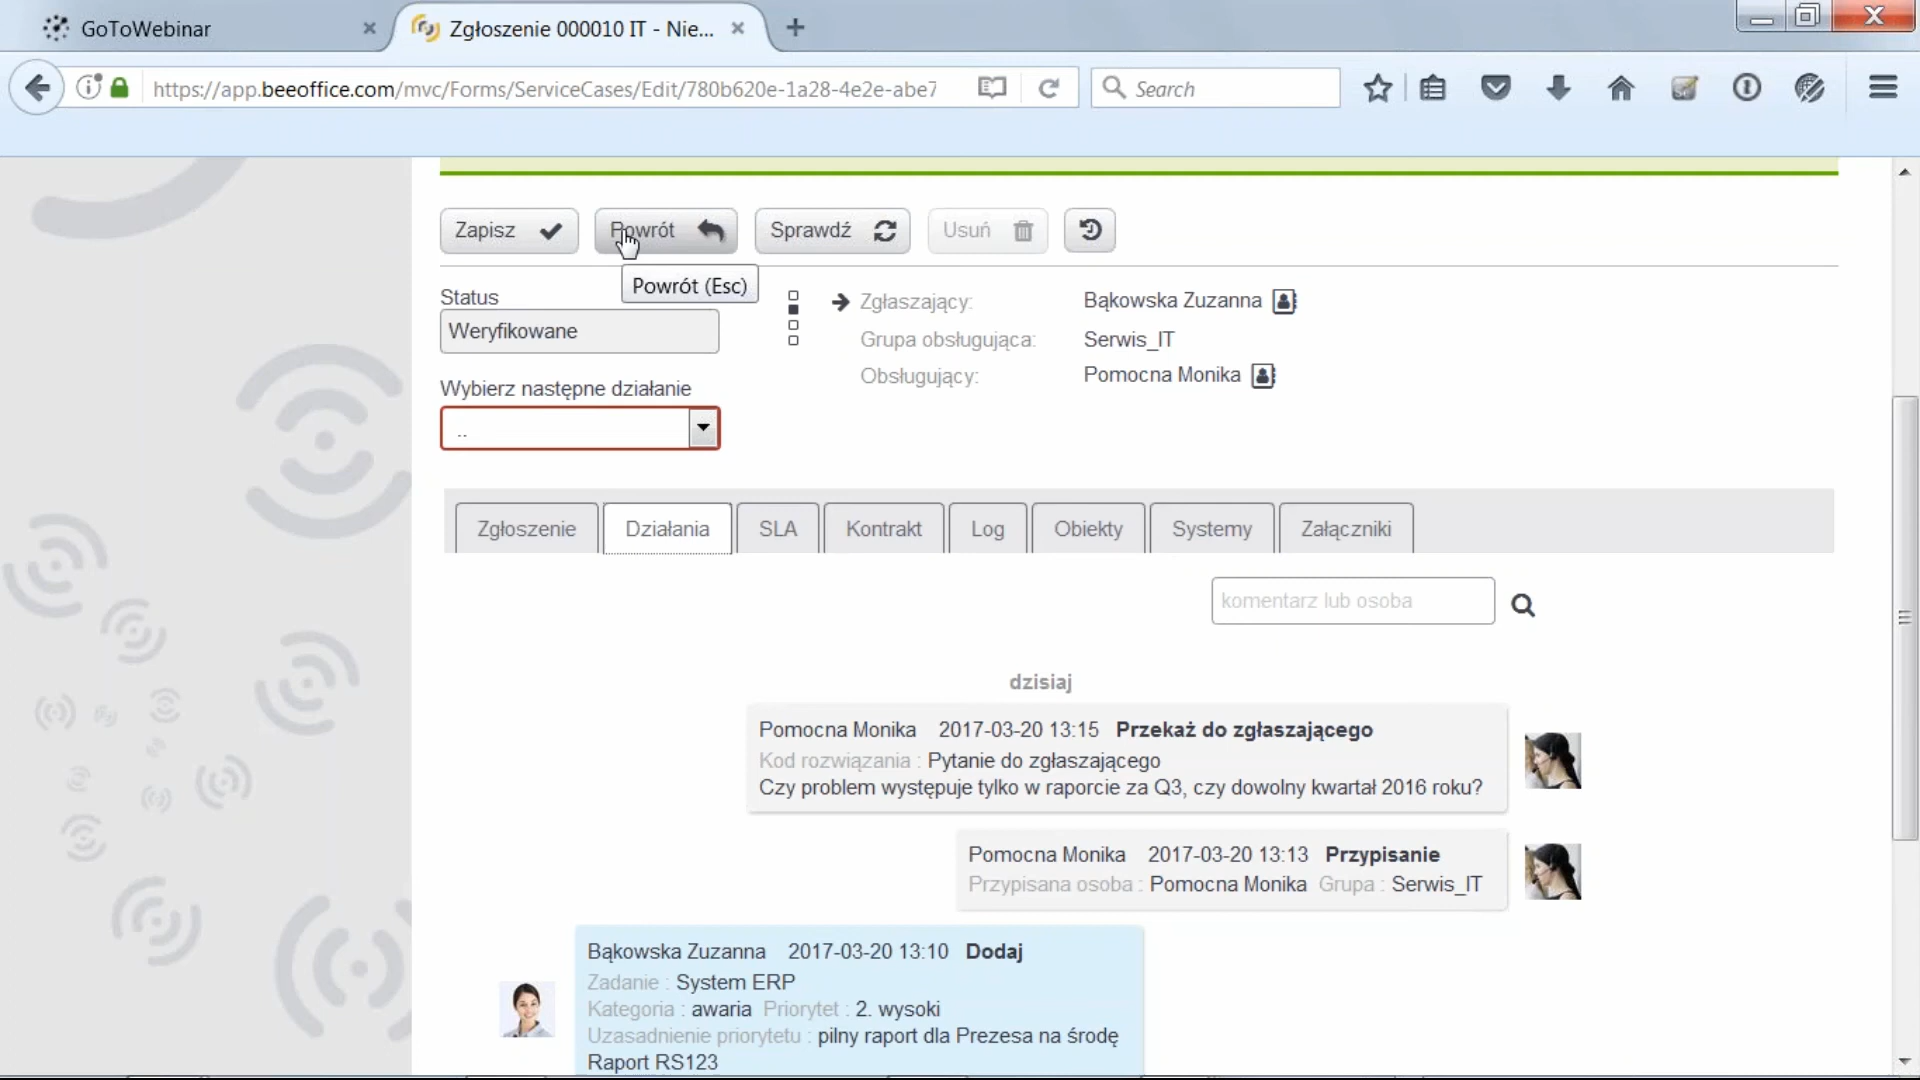 GoToWebinar
Zgłoszenie 000010 IT - Nie...
https://app.beeoffice.com/mvc/Forms/ServiceCases/Edit/780b620e-1a28-4e2e-abe7
Search
Zapisz
Powrót
Sprawdź
Usuń
Powrót (Esc)
Status
Weryfikowane
Zgłaszający:
Bąkowska Zuzanna
Grupa obsługująca:
Serwis_IT
Obsługujący:
Pomocna Monika
Wybierz następne działanie
..
Zgłoszenie
Działania
SLA
Kontrakt
Log
Obiekty
Systemy
Załączniki
komentarz lub osoba
dzisiaj
Pomocna Monika 2017-03-20 13:15 Przekaż do zgłaszającego
Kod rozwiązania : Pytanie do zgłaszającego
Czy problem występuje tylko w raporcie za Q3, czy dowolny kwartał 2016 roku?
Pomocna Monika 2017-03-20 13:13 Przypisanie
Przypisana osoba : Pomocna Monika Grupa : Serwis_IT
Bąkowska Zuzanna 2017-03-20 13:10 Dodaj
Zadanie : System ERP
Kategoria : awaria Priorytet : 2. wysoki
Uzasadnienie priorytetu : pilny raport dla Prezesa na środę
Raport RS123